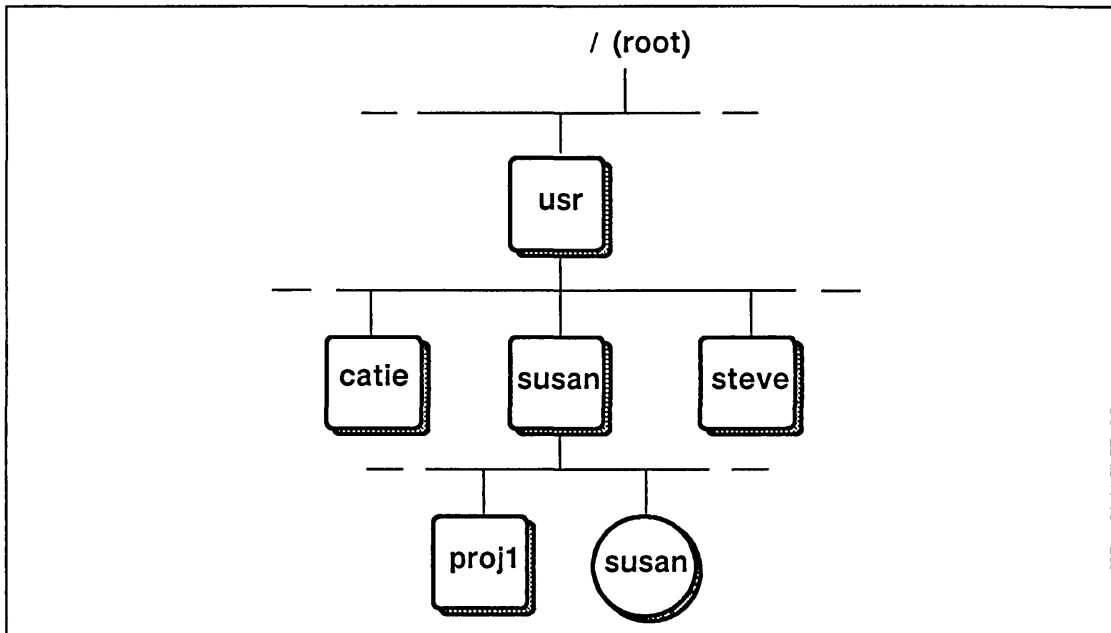 / (root)
usr
catie
susan
steve
proj1
susan